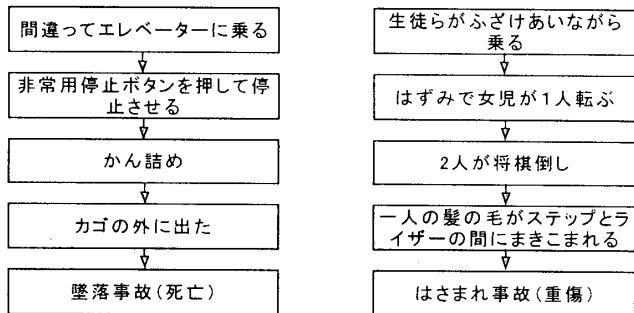 間違ってエレベーターに乗る
非常用停止ボタンを押して停
止させる
かん詰め
カゴの外に出た
墜落事故(死亡)
生徒らがふざけあいながら
乗る
はずみで女児が1人転ぶ
2人が将棋倒し
一人の髪の毛がステップとラ
イザーの間にまきこまれる
はさまれ事故(重傷)